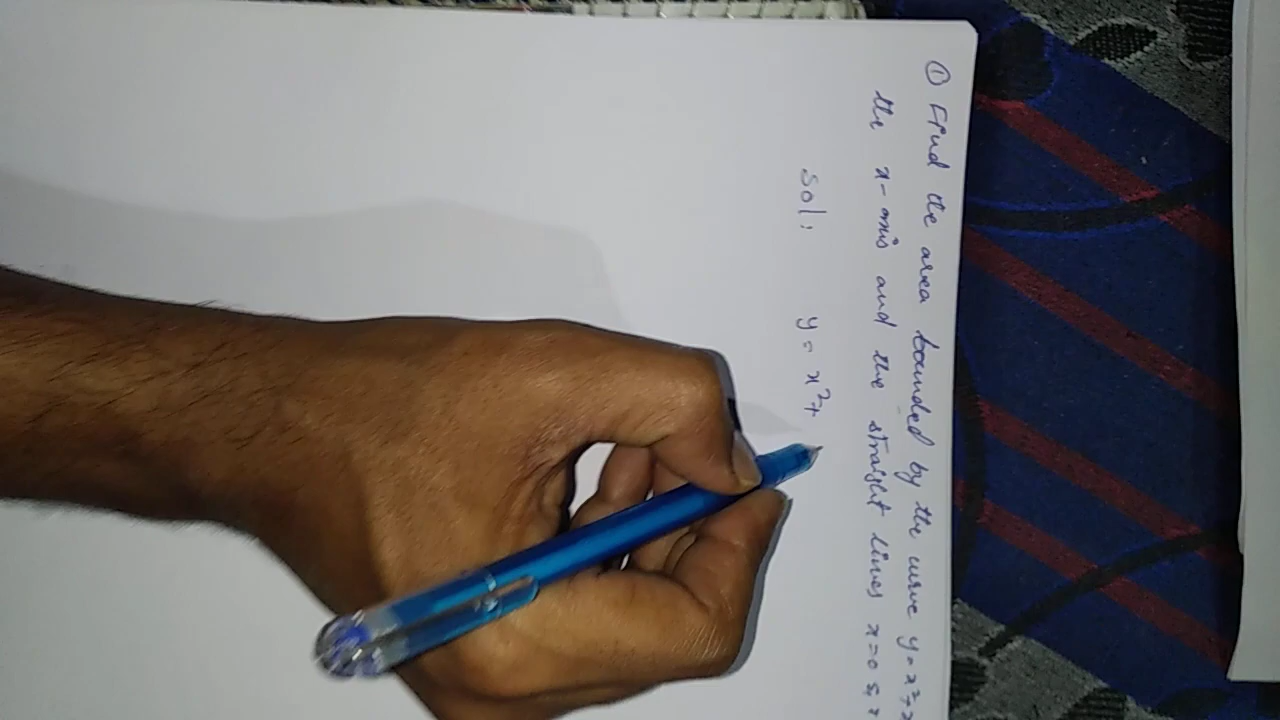 ① Find the area bounded by the curve y = x²+x
the x-axis and the straight lines x=0 &, x
Sol: y = x²+